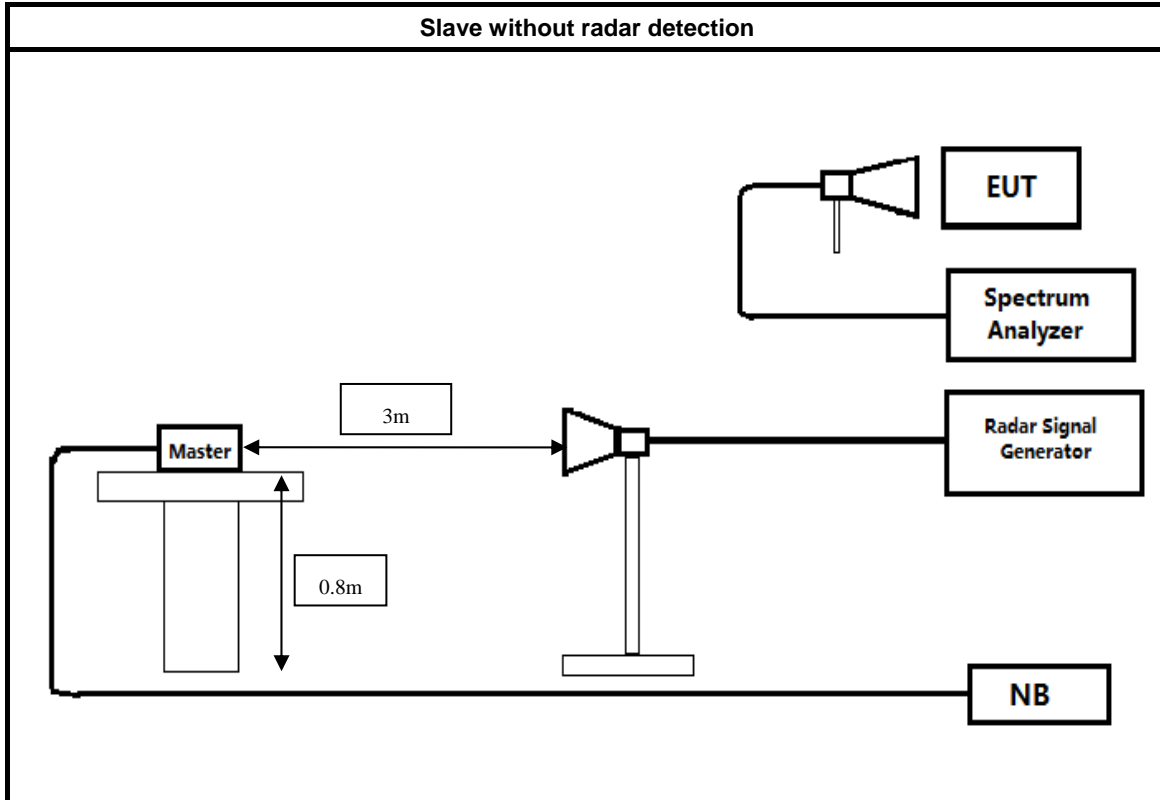 Slave without radar detection
EUT
Spectrum
Analyzer
3m
Radar Signal
Generator
Master
0.8m
NB